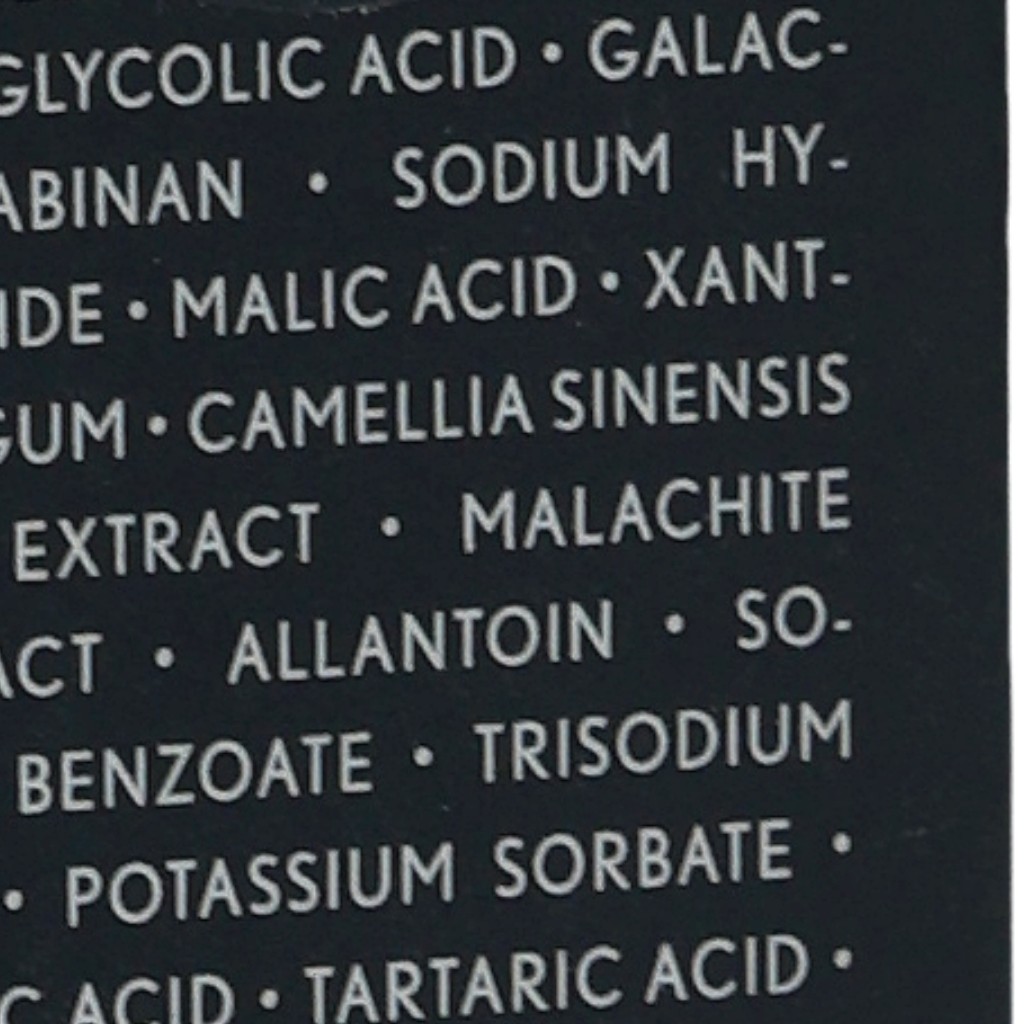 GLYCOLIC ACID • GALAC-
ABINAN • SODIUM HY-
IDE • MALIC ACID • XANT-
GUM • CAMELLIA SINENSIS
EXTRACT • MALACHITE
ACT • ALLANTOIN • SO-
BENZOATE • TRISODIUM
• POTASSIUM SORBATE •
C ACID • TARTARIC ACID •